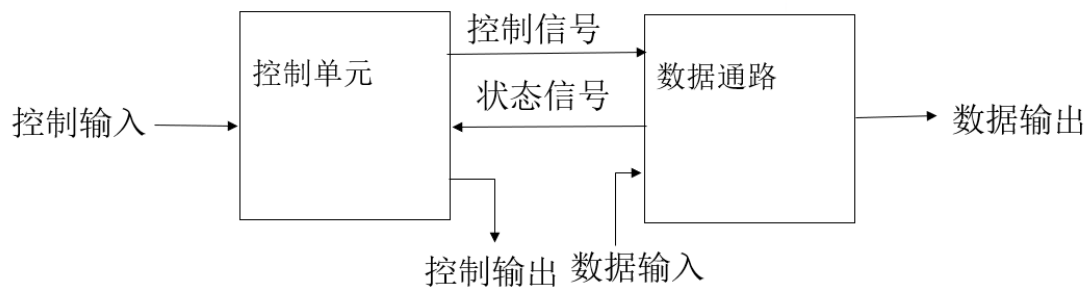 控制信号
控制单元
数据通路
状态信号
控制输入
数据输出
控制输出
数据输入